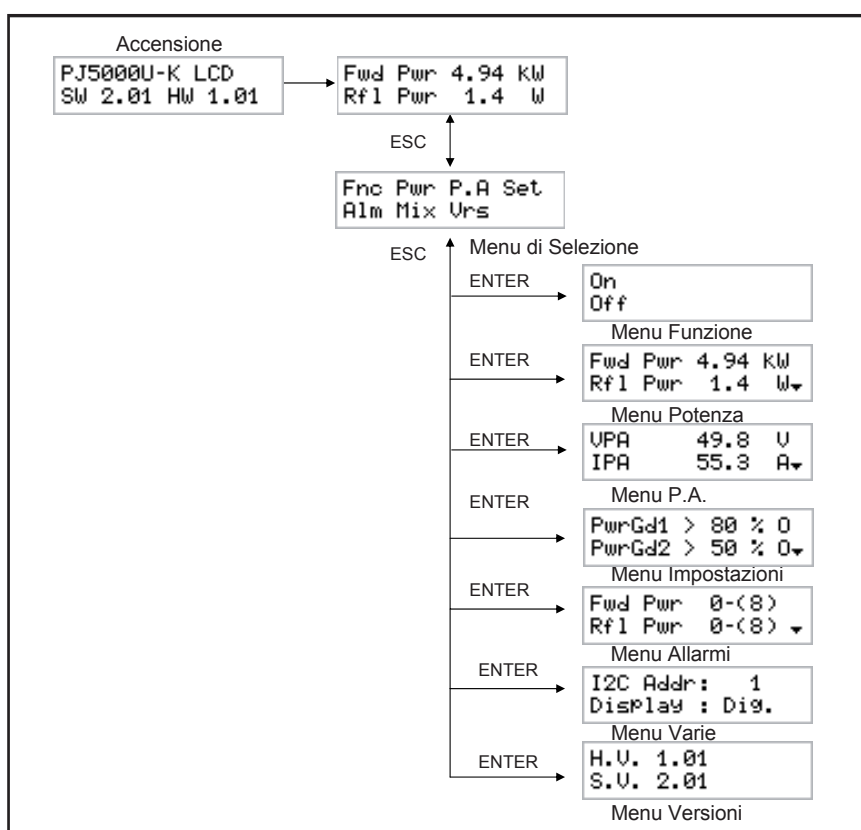 Accensione
PJ5000U-K LCD
SW 2.01 HW 1.01
Fwd Pwr 4.94 KW
Rfl Pwr 1.4 W
ESC
Fnc Pwr P.A Set
Alm Mix Vrs
ESC
Menu di Selezione
ENTER
On
Off
Menu Funzione
ENTER
Fwd Pwr 4.94 KW
Rfl Pwr 1.4 W
Menu Potenza
ENTER
VPA 49.8 V
IPA 55.3 A
Menu P.A.
ENTER
PwrGd1 > 80 % O
PwrGd2 > 50 % O
Menu Impostazioni
ENTER
Fwd Pwr 0-(8)
Rfl Pwr 0-(8)
Menu Allarmi
ENTER
I2C Addr: 1
Display : Dig.
Menu Varie
ENTER
H.V. 1.01
S.V. 2.01
Menu Versioni